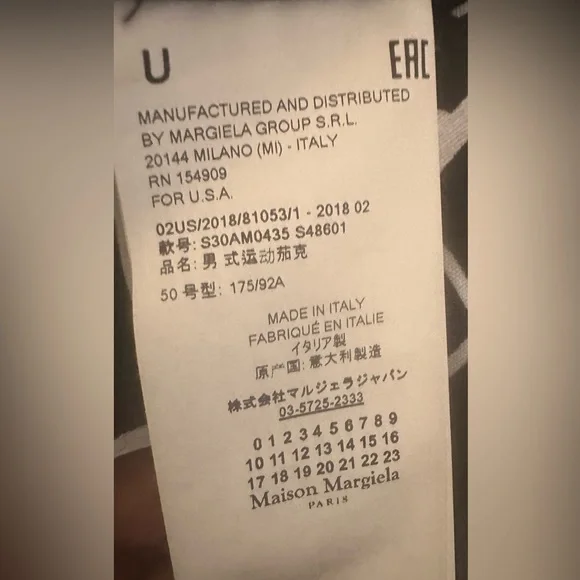 U
EAC
MANUFACTURED AND DISTRIBUTED
BY MARGIELA GROUP S.R.L.
20144 MILANO (MI) - ITALY
RN 154909
FOR U.S.A.
02US/2018/81053/1 - 2018 02
款号: S30AM0435 S48601
品名: 男 式运动茄克
50 号型: 175/92A
MADE IN ITALY
FABRIQUÉ EN ITALIE
イタリア製
原产国: 意大利製造
株式会社マルジェラジャパン
03-5725-2333
0 1 2 3 4 5 6 7 8 9
10 11 12 13 14 15 16
17 18 19 20 21 22 23
Maison Margiela
PARIS